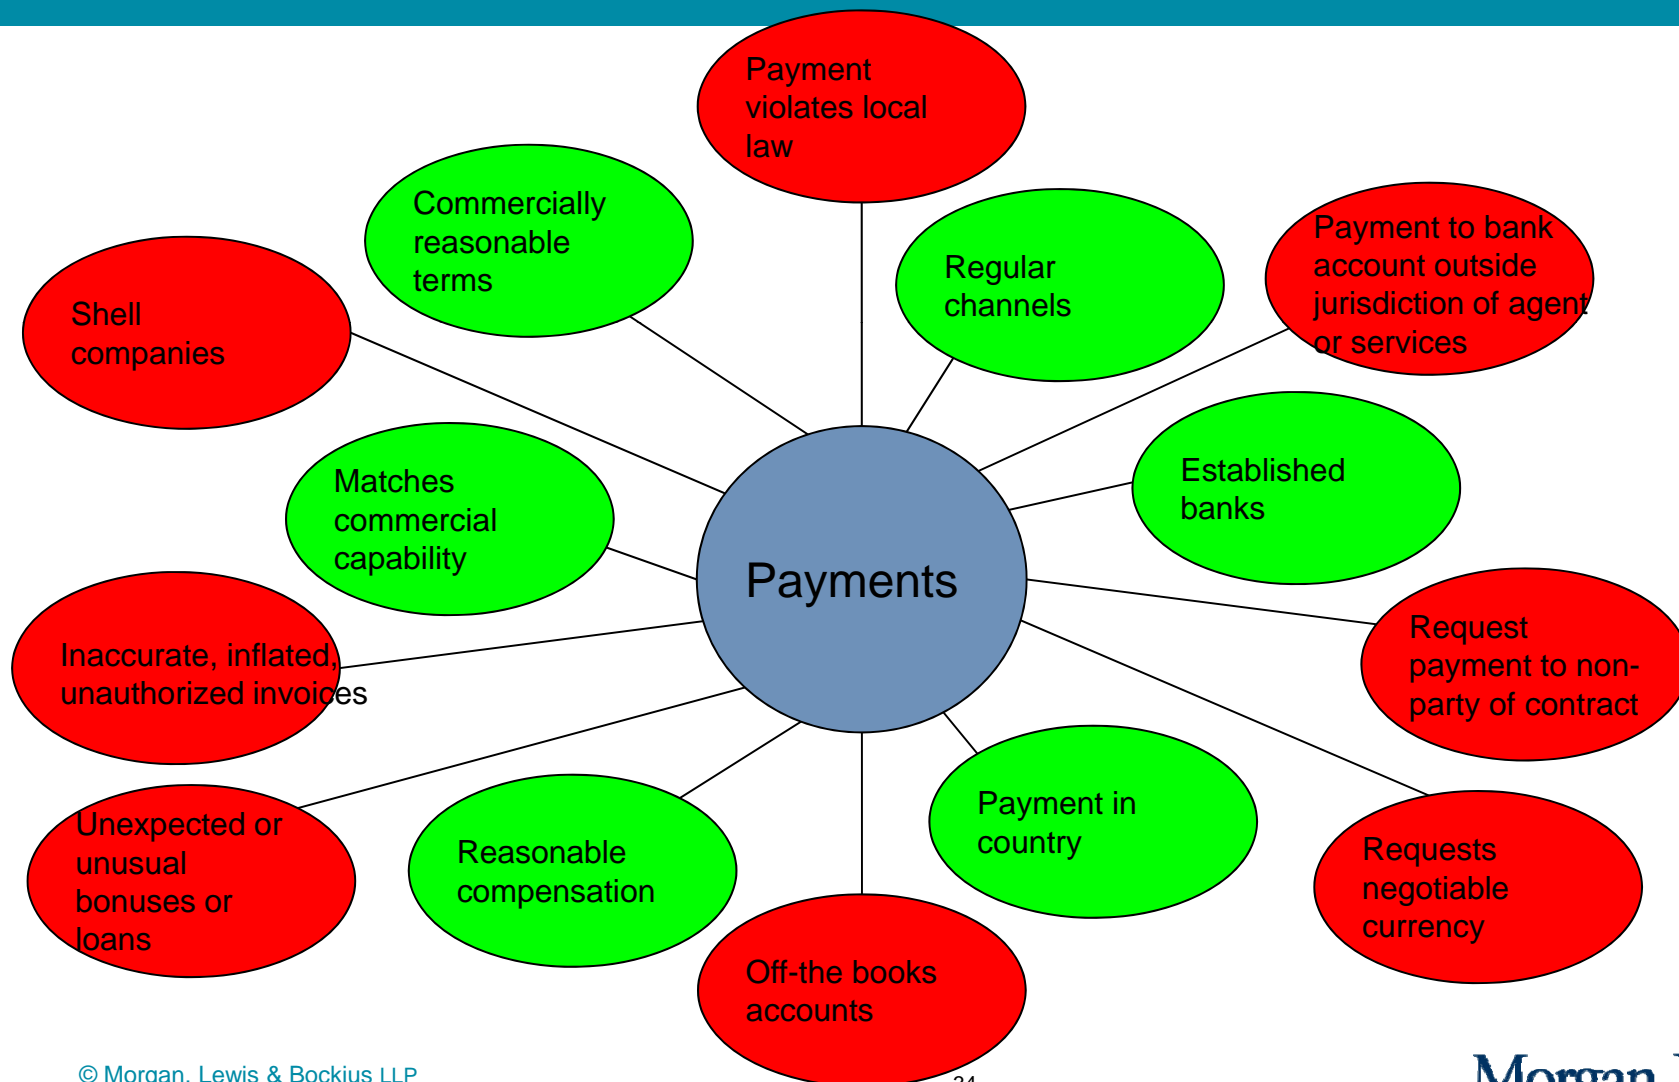 Payment
violates local
law
Commercially
reasonable
terms
Regular
channels
Payment to bank
account outside
jurisdiction of agent
or services
Shell
companies
Matches
commercial
capability
Established
banks
Payments
Inaccurate, inflated,
unauthorized invoices
Request
payment to non-
party of contract
Unexpected or
unusual
bonuses or
loans
Reasonable
compensation
Payment in
country
Requests
negotiable
currency
Off-the books
accounts
© Morgan, Lewis & Bockius LLP
Morgan